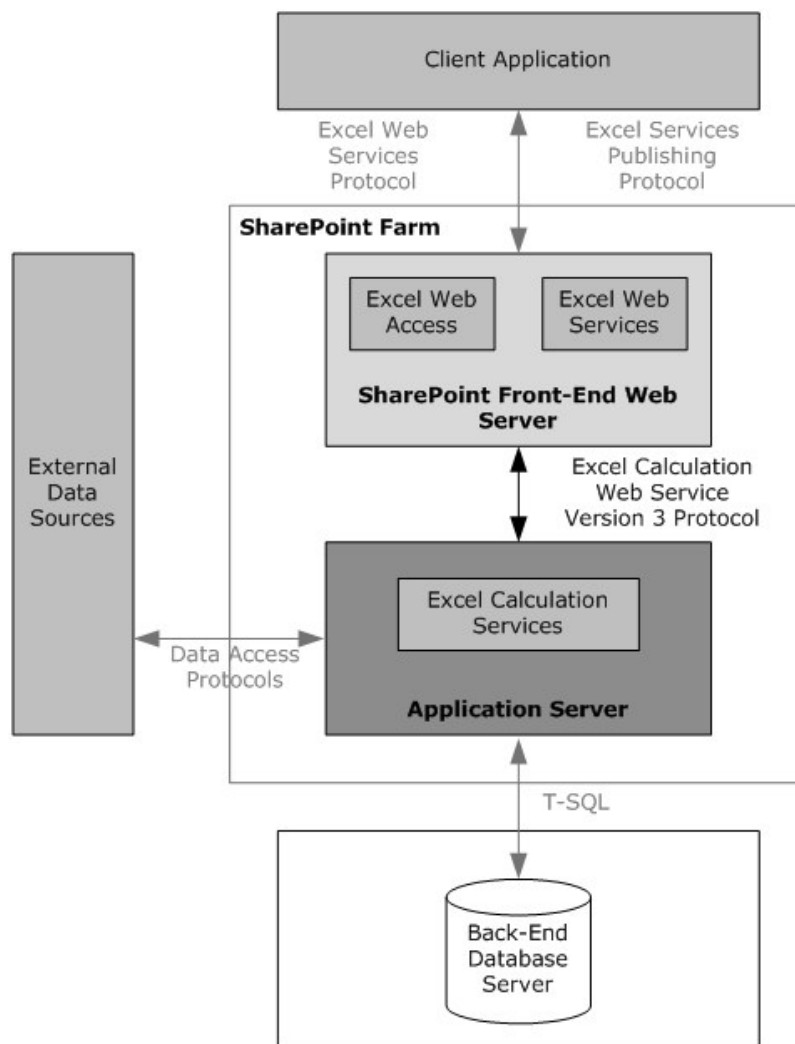 Client Application
Excel Web
Services
Protocol
Excel Services
Publishing
Protocol
SharePoint Farm
Excel Web
Access
Excel Web
Services
SharePoint Front-End Web
Server
External
Data
Sources
Excel Calculation
Web Service
Version 3 Protocol
Excel Calculation
Services
Data Access
Protocols
Application Server
T-SQL
Back-End
Database
Server